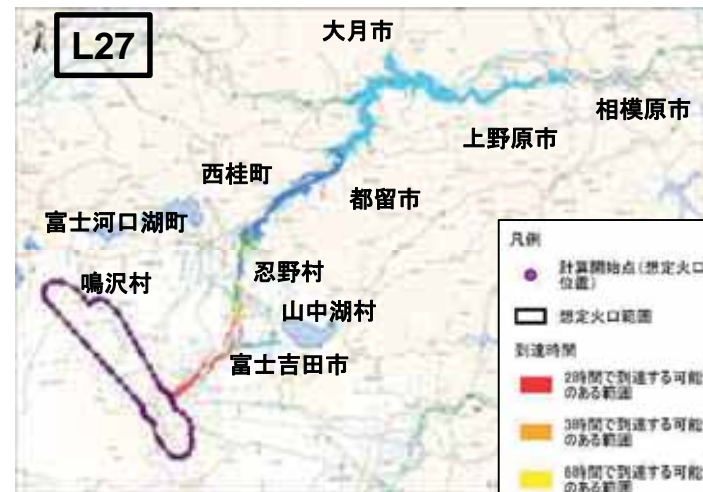 L27
大月市
相模原市
上野原市
西桂町
都留市
富士河口湖町
忍野村
鳴沢村
山中湖村
富士吉田市
凡例
計算開始点(想定火口
位置)
想定火口範囲
到達時間
2時間で到達する可能
のある範囲
3時間で到達する可能
のある範囲
6時間で到達する可能
のある範囲